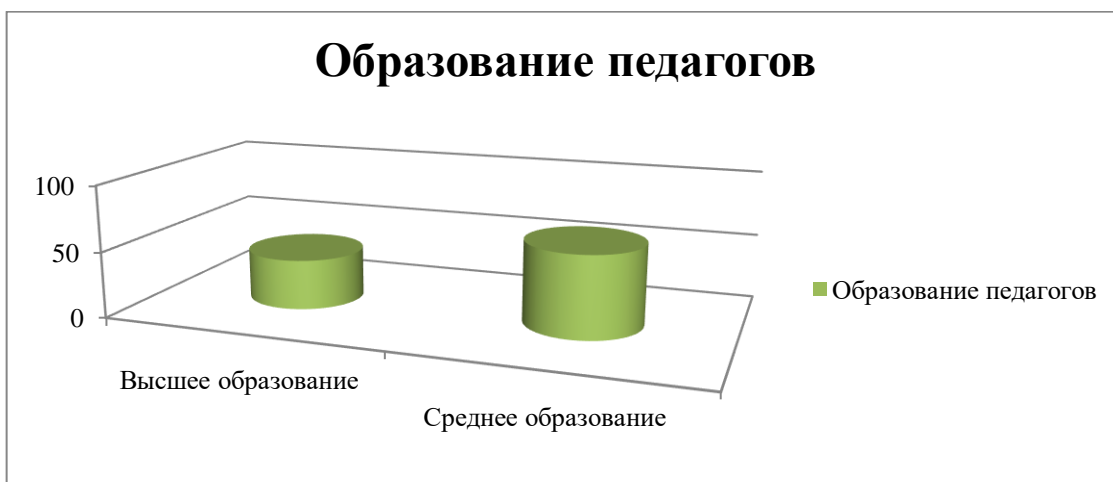 Образование педагогов
100
50
0
Образование педагогов
Высшее образование
Среднее образование